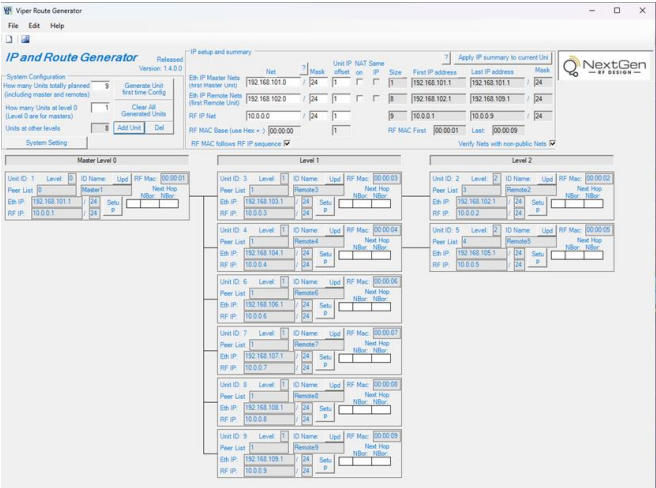 Viper Route Generator
File Edit Help
IP and Route Generator
Released
Version: 1.4.0.0
System Configuration
How many Units totally planned 9
(including master and remotes)
Generate Unit
first time Config
How many Units at level 0 1
(Level 0 are for masters)
Clear All
Generated Units
Units at other levels 8 Add Unit Del
System Setting
IP setup and summary
? Apply IP summary to current Uni
Net ? Mask Unit IP offset NAT on Same IP Size First IP address Last IP address Mask
Eth IP Master Nets
(first Master Unit) 192.168.101.0 / 24 1 1 192.168.101.1 192.168.101.1 / 24
Eth IP Remote Nets
(first Remote Unit) 192.168.102.0 / 24 1 8 192.168.102.1 192.168.109.1 / 24
RF IP Net 10.0.0.0 / 24 1 9 10.0.0.1 10.0.0.9 / 24
RF MAC Base (use Hex + :) 00:00:00 1 RF MAC First 00:00:01 Last: 00:00:09
RF MAC follows RF IP sequence
Verify Nets with non-public Nets
NextGen
RF DESIGN
Master Level 0
Unit ID: 1 Level: 0 ID Name: Upd RF Mac: 00:00:01
Peer List 0 Master1 Next Hop
NBor: NBor:
Eth IP: 192.168.101.1 / 24 Setup
RF IP: 10.0.0.1 / 24
Level 1
Unit ID: 3 Level: 1 ID Name: Upd RF Mac: 00:00:03
Peer List 1 Remote3 Next Hop
NBor: NBor:
Eth IP: 192.168.103.1 / 24 Setup
RF IP: 10.0.0.3 / 24
Unit ID: 4 Level: 1 ID Name: Upd RF Mac: 00:00:04
Peer List 1 Remote4 Next Hop
NBor: NBor:
Eth IP: 192.168.104.1 / 24 Setup
RF IP: 10.0.0.4 / 24
Unit ID: 6 Level: 1 ID Name: Upd RF Mac: 00:00:06
Peer List 1 Remote6 Next Hop
NBor: NBor:
Eth IP: 192.168.106.1 / 24 Setup
RF IP: 10.0.0.6 / 24
Unit ID: 7 Level: 1 ID Name: Upd RF Mac: 00:00:07
Peer List 1 Remote7 Next Hop
NBor: NBor:
Eth IP: 192.168.107.1 / 24 Setup
RF IP: 10.0.0.7 / 24
Unit ID: 8 Level: 1 ID Name: Upd RF Mac: 00:00:08
Peer List 1 Remote8 Next Hop
NBor: NBor:
Eth IP: 192.168.108.1 / 24 Setup
RF IP: 10.0.0.8 / 24
Unit ID: 9 Level: 1 ID Name: Upd RF Mac: 00:00:09
Peer List 1 Remote9 Next Hop
NBor: NBor:
Eth IP: 192.168.109.1 / 24 Setup
RF IP: 10.0.0.9 / 24
Level 2
Unit ID: 2 Level: 2 ID Name: Upd RF Mac: 00:00:02
Peer List 3 Remote2 Next Hop
NBor: NBor:
Eth IP: 192.168.102.1 / 24 Setup
RF IP: 10.0.0.2 / 24
Unit ID: 5 Level: 2 ID Name: Upd RF Mac: 00:00:05
Peer List 4 Remote5 Next Hop
NBor: NBor:
Eth IP: 192.168.105.1 / 24 Setup
RF IP: 10.0.0.5 / 24